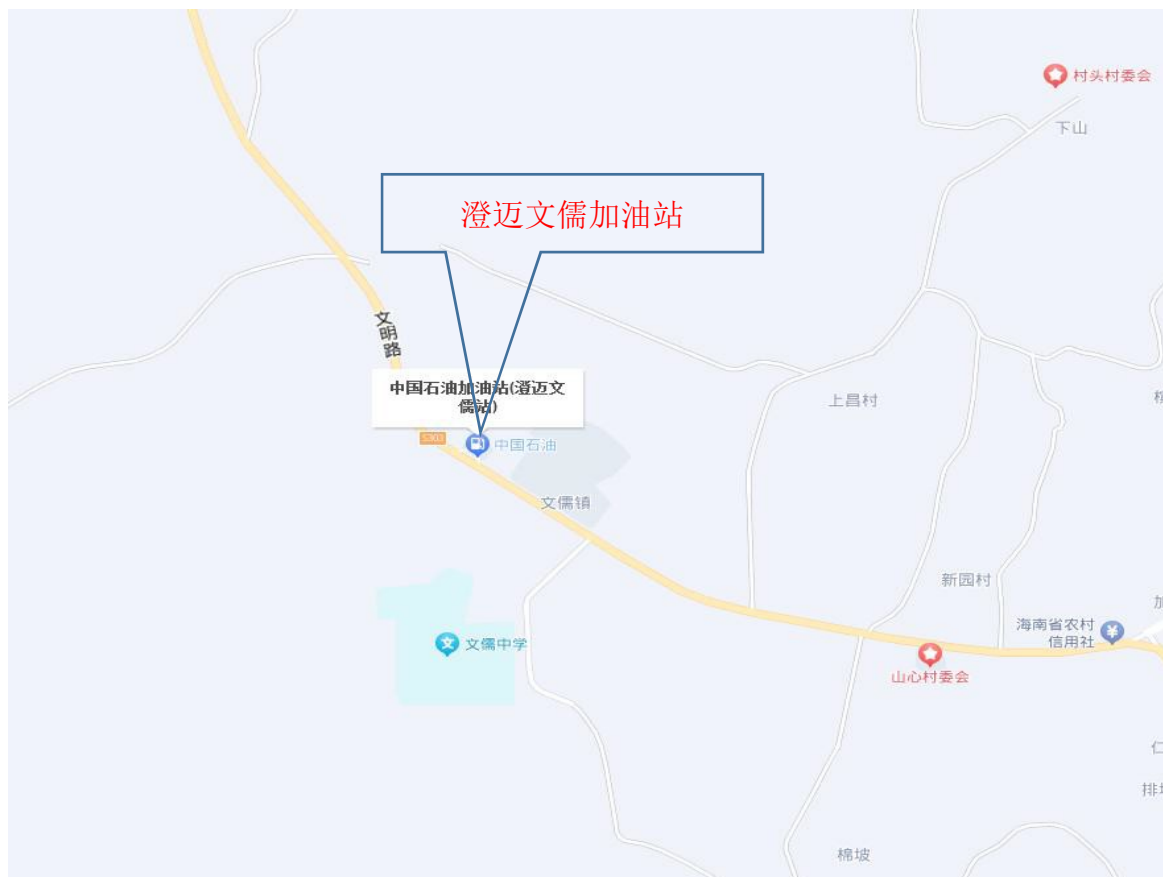 村头村委会
下山
澄迈文儒加油站
文明路
中国石油加油站(澄迈文
儒站)
上昌村
S303
中国石油
文儒镇
新园村
海南省农村
信用社
文
文儒中学
山心村委会
仁
棉坡